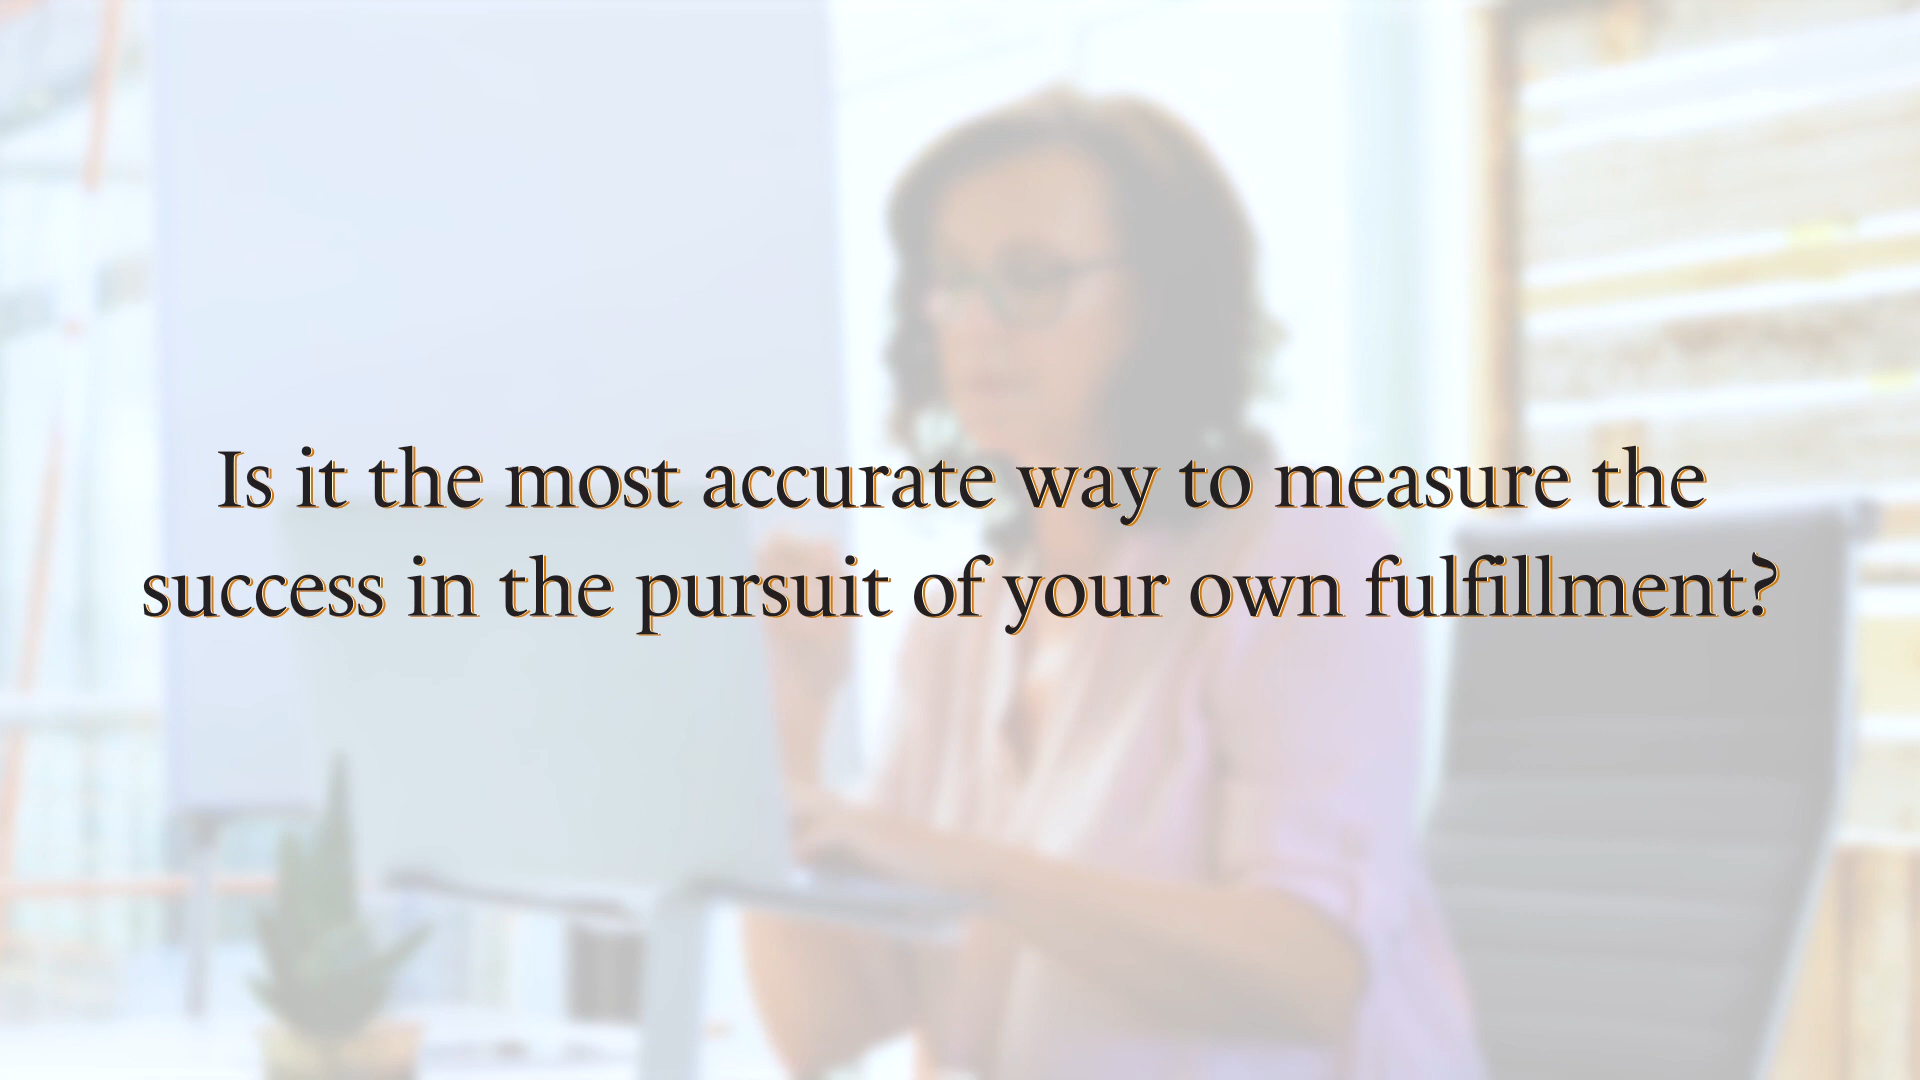 Is it the most accurate way to measure the
success in the pursuit of your own fulfillment?